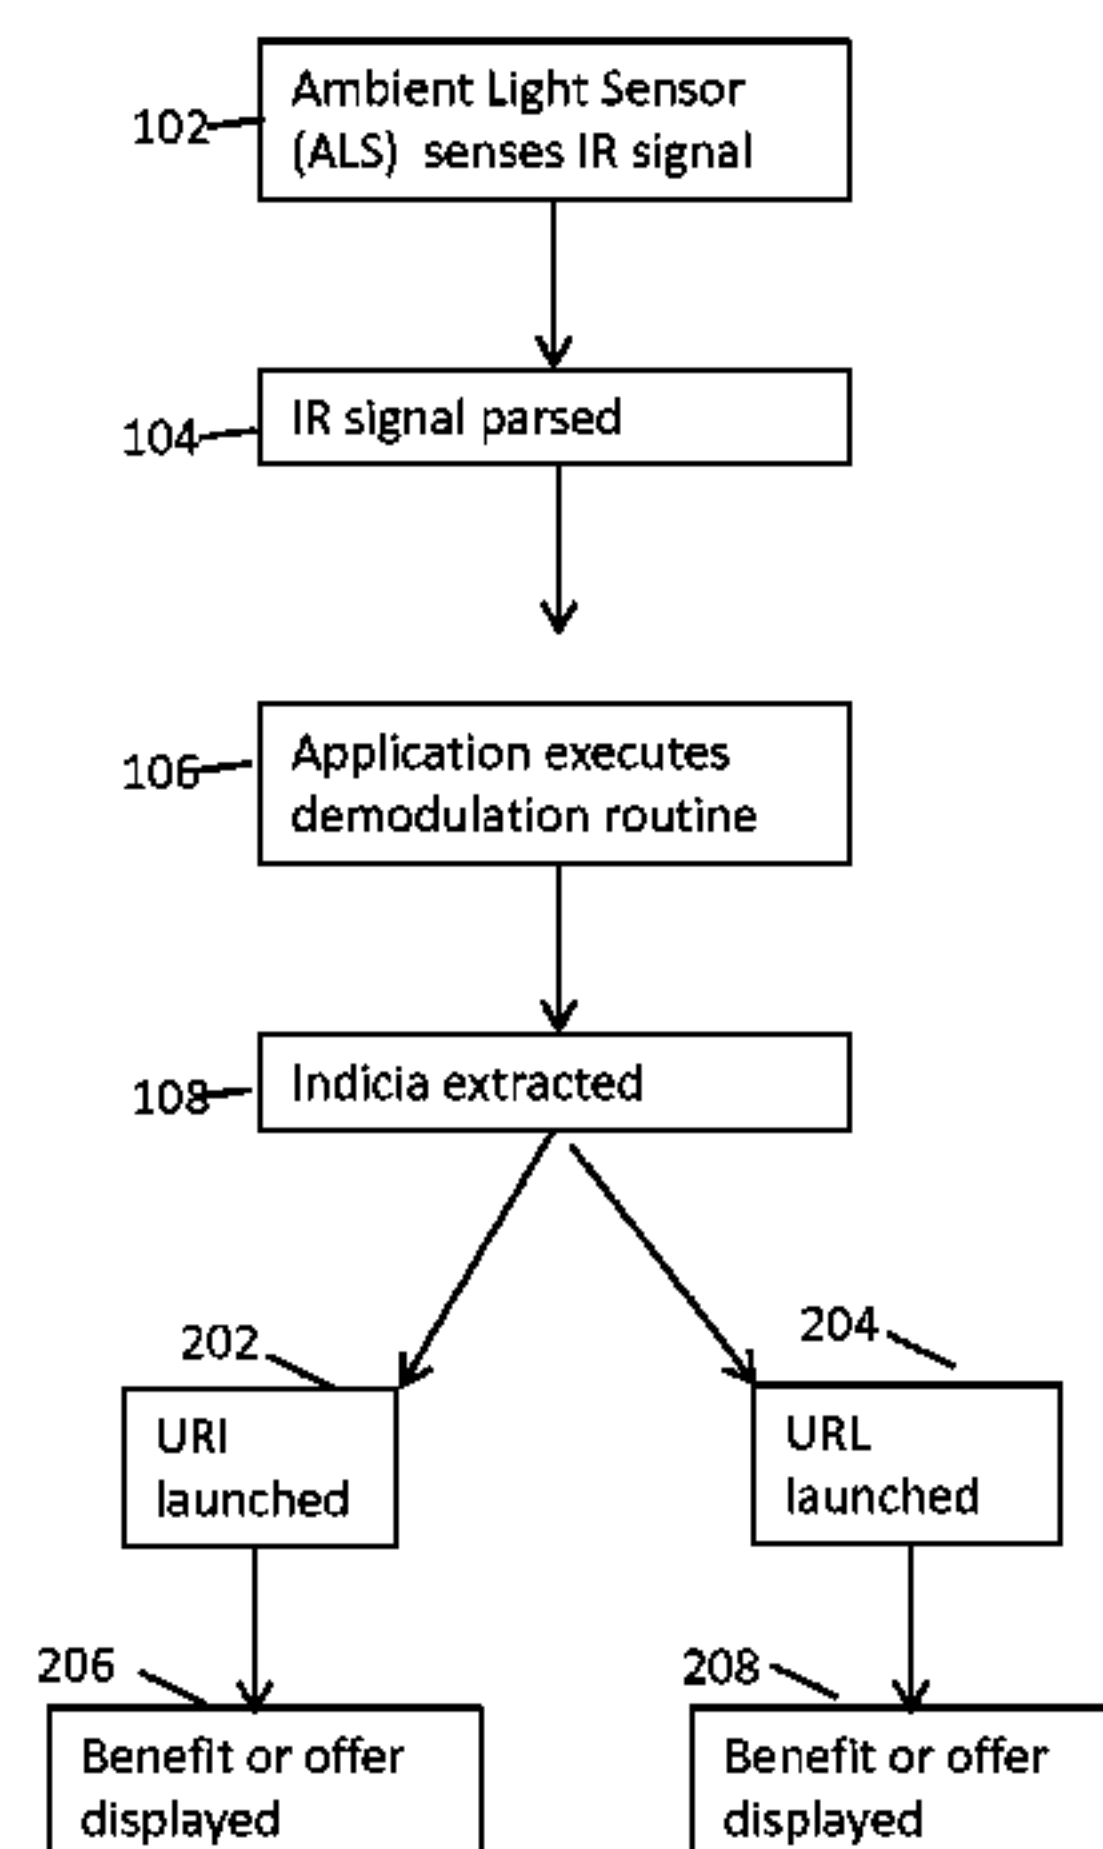 102
Ambient Light Sensor
(ALS) senses IR signal
104
IR signal parsed
106
Application executes
demodulation routine
108
Indicia extracted
202
204
URI
launched
URL
launched
206
208
Benefit or offer
displayed
Benefit or offer
displayed